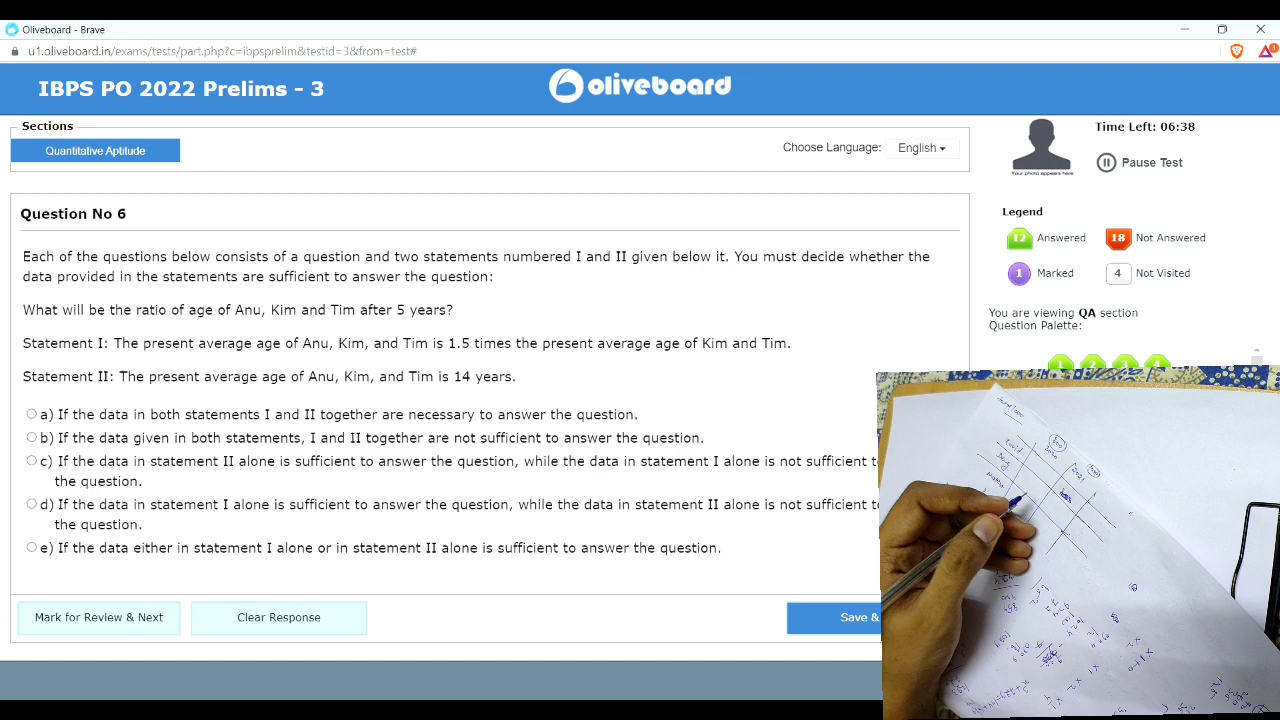 Oliveboard - Brave
u1.oliveboard.in/exams/tests/part.php?c=ibpsprelim&testid=3&from=test#
3
IBPS PO 2022 Prelims - 3
oliveboard
Sections
Quantitative Aptitude
Choose Language:
English
Your photo appears here
Time Left: 06:38
Pause Test
Question No 6
Each of the questions below consists of a question and two statements numbered I and II given below it. You must decide whether the
data provided in the statements are sufficient to answer the question:
What will be the ratio of age of Anu, Kim and Tim after 5 years?
Statement I: The present average age of Anu, Kim, and Tim is 1.5 times the present average age of Kim and Tim.
Statement II: The present average age of Anu, Kim, and Tim is 14 years.
a) If the data in both statements I and II together are necessary to answer the question.
b) If the data given in both statements, I and II together are not sufficient to answer the question.
c) If the data in statement II alone is sufficient to answer the question, while the data in statement I alone is not sufficient t
the question.
d) If the data in statement I alone is sufficient to answer the question, while the data in statement II alone is not sufficient t
the question.
e) If the data either in statement I alone or in statement II alone is sufficient to answer the question.
Mark for Review & Next
Clear Response
Save &
Legend
12 Answered
18 Not Answered
1 Marked
4 Not Visited
You are viewing QA section
Question Palette:
1 2 3 4